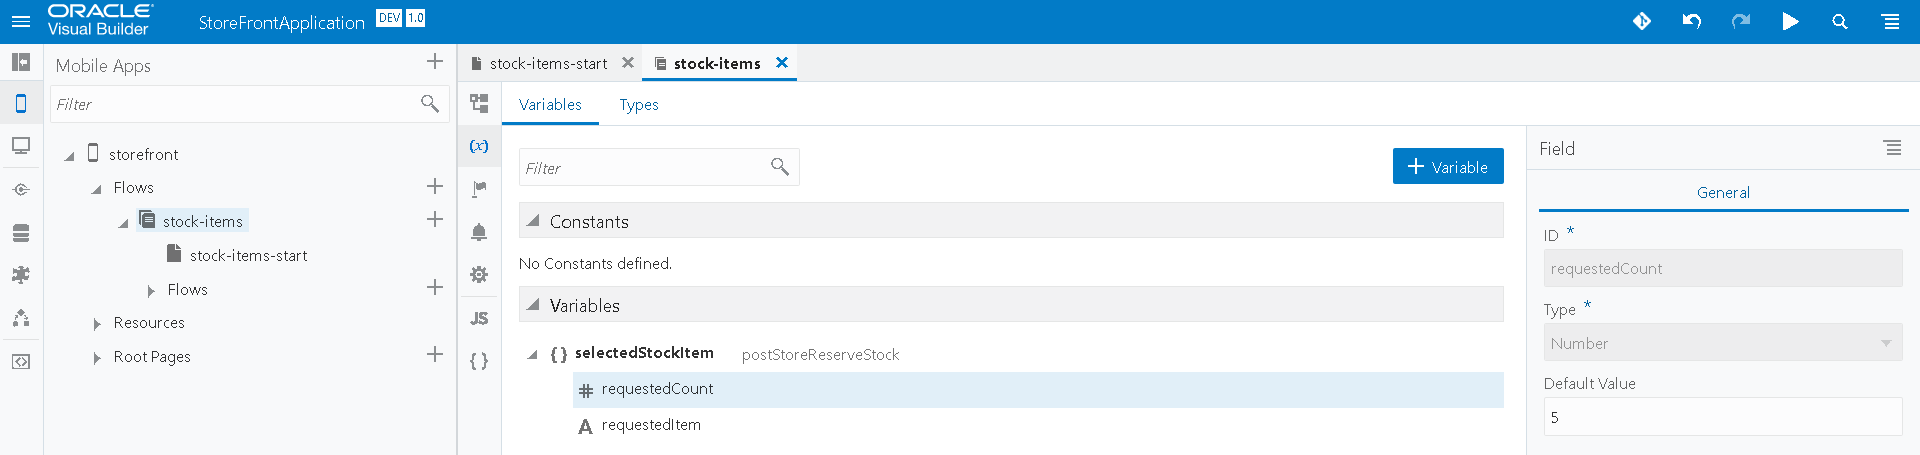 ORACLE
Visual Builder
StoreFrontApplication DEV 1.0
Mobile Apps
Filter
storefront
Flows
stock-items
stock-items-start
Flows
Resources
Root Pages
stock-items-start
stock-items
(x)
JS
{ }
Variables Types
Filter
+ Variable
Constants
No Constants defined.
Variables
{ } selectedStockItem postStoreReserveStock
# requestedCount
A requestedItem
Field
General
ID *
requestedCount
Type *
Number
Default Value
5